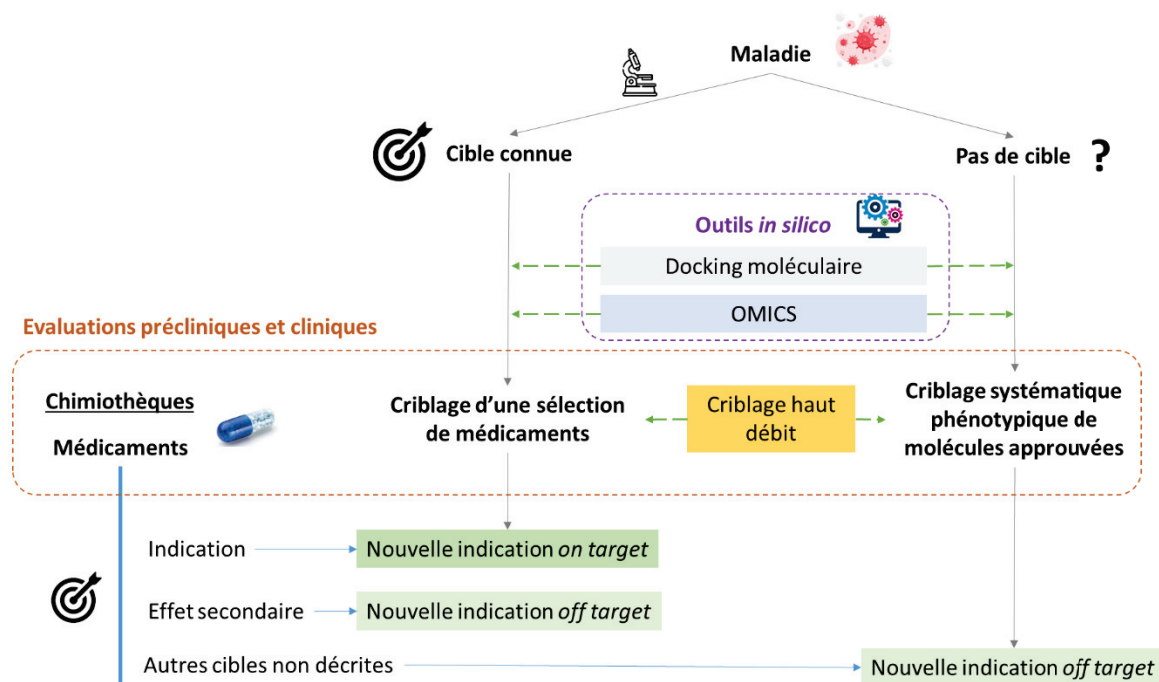 Maladie
Cible connue
Pas de cible ?
Outils in silico
Docking moléculaire
OMICS
Evaluations précliniques et cliniques
Chimiothèques
Médicaments
Criblage d'une sélection
de médicaments
Criblage haut
débit
Criblage systématique
phénotypique de
molécules approuvées
Indication
Nouvelle indication on target
Effet secondaire
Nouvelle indication off target
Autres cibles non décrites
Nouvelle indication off target